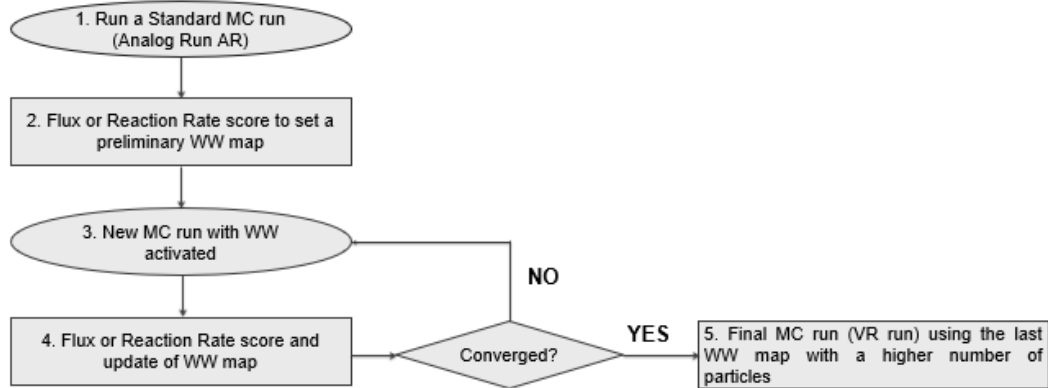 1. Run a Standard MC run
(Analog Run AR)
2. Flux or Reaction Rate score to set a
preliminary WW map
3. New MC run with WW
activated
NO
4. Flux or Reaction Rate score and
update of WW map
Converged?
YES
5. Final MC run (VR run) using the last
WW map with a higher number of
particles